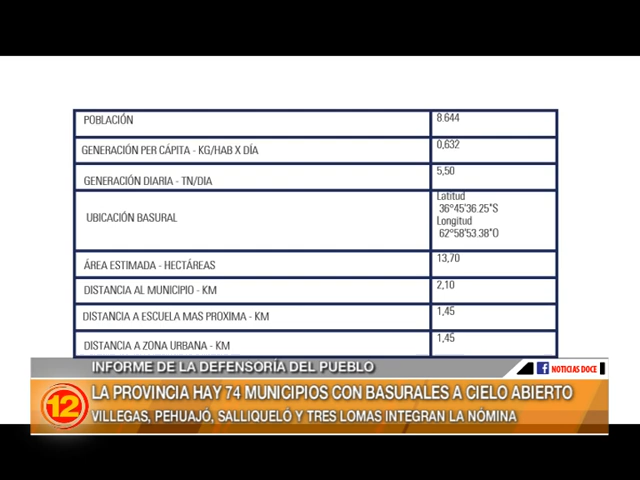 POBLACIÓN 8.644
GENERACIÓN PER CÁPITA - KG/HAB X DÍA 0,632
GENERACIÓN DIARIA - TN/DIA 5,50
UBICACIÓN BASURAL
Latitud
36°45'36.25"S
Longitud
62°58'53.38"O
ÁREA ESTIMADA - HECTÁREAS 13,70
DISTANCIA AL MUNICIPIO - KM 2,10
DISTANCIA A ESCUELA MAS PROXIMA - KM 1,45
DISTANCIA A ZONA URBANA - KM 1,45
INFORME DE LA DEFENSORÍA DEL PUEBLO
f NOTICIAS DOCE
12
LA PROVINCIA HAY 74 MUNICIPIOS CON BASURALES A CIELO ABIERTO
VILLEGAS, PEHUAJÓ, SALLIQUELÓ Y TRES LOMAS INTEGRAN LA NÓMINA